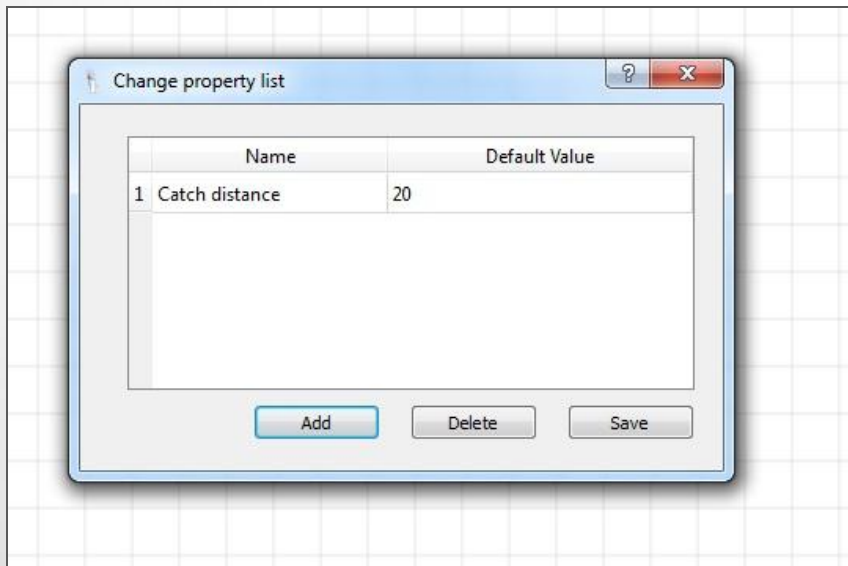 Change property list
Name Default Value
1 Catch distance 20
Add Delete Save